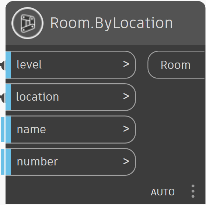 Room.ByLocation
level > Room
location >
name >
number >
AUTO